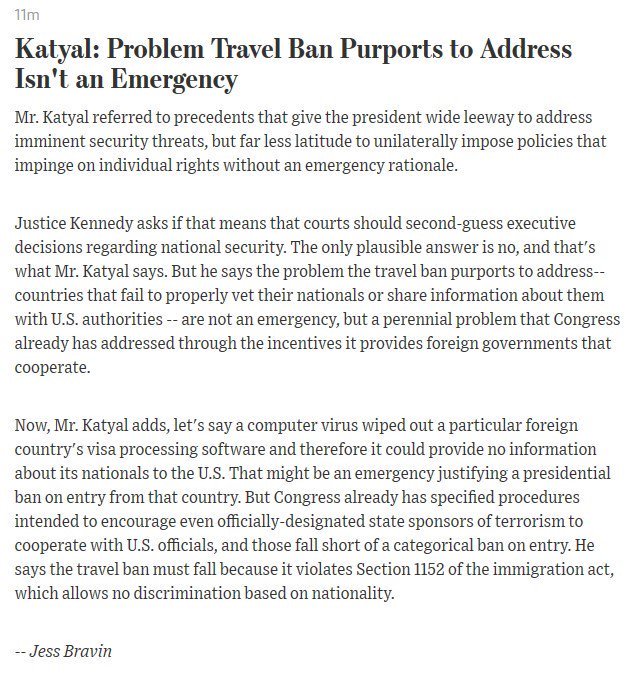 11m
Katyal: Problem Travel Ban Purports to Address
Isn't an Emergency
Mr. Katyal referred to precedents that give the president wide leeway to address
imminent security threats, but far less latitude to unilaterally impose policies that
impinge on individual rights without an emergency rationale.
Justice Kennedy asks if that means that courts should second-guess executive
decisions regarding national security. The only plausible answer is no, and that's
what Mr. Katyal says. But he says the problem the travel ban purports to address--
countries that fail to properly vet their nationals or share information about them
with U.S. authorities -- are not an emergency, but a perennial problem that Congress
already has addressed through the incentives it provides foreign governments that
cooperate.
Now, Mr. Katyal adds, let's say a computer virus wiped out a particular foreign
country's visa processing software and therefore it could provide no information
about its nationals to the U.S. That might be an emergency justifying a presidential
ban on entry from that country. But Congress already has specified procedures
intended to encourage even officially-designated state sponsors of terrorism to
cooperate with U.S. officials, and those fall short of a categorical ban on entry. He
says the travel ban must fall because it violates Section 1152 of the immigration act,
which allows no discrimination based on nationality.
-- Jess Bravin